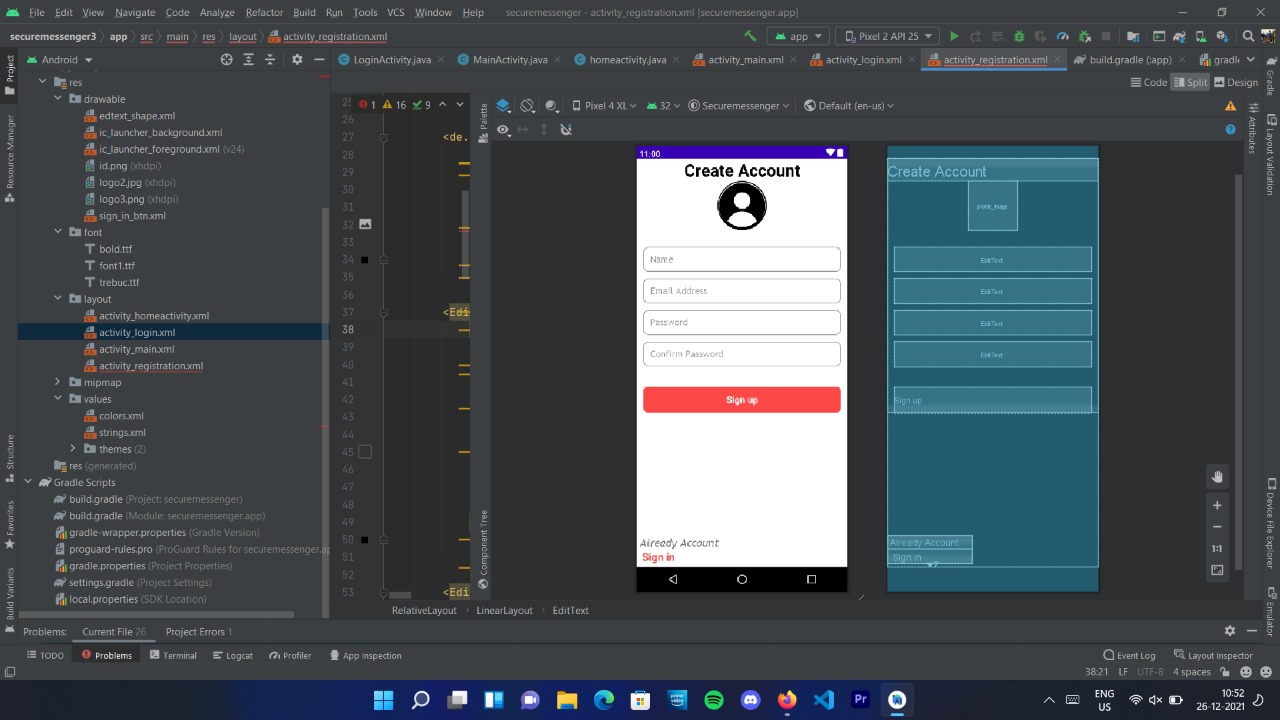 File Edit View Navigate Code Analyze Refactor Build Run Tools VCS Window Help securemessenger - activity_registration.xml [securemessenger.app]
securemessenger3 app src main res layout activity_registration.xml app Pixel 2 API 25
Android LoginActivity.java MainActivity.java homeactivity.java activity_main.xml activity_login.xml activity_registration.xml build.gradle (app)
Code Split Design
Project
Resource Manager
Structure
Favorites
Build Variants
res
drawable
edtext_shape.xml
ic_launcher_background.xml
ic_launcher_foreground.xml (v24)
id.png (xhdpi)
logo2.jpg (xhdpi)
logo3.png (xhdpi)
sign_in_btn.xml
font
bold.ttf
font1.ttf
trebuc.ttf
layout
activity_homeactivity.xml
activity_login.xml
activity_main.xml
activity_registration.xml
mipmap
values
colors.xml
strings.xml
themes (2)
res (generated)
Gradle Scripts
build.gradle (Project: securemessenger)
build.gradle (Module: securemessenger.app)
gradle-wrapper.properties (Gradle Version)
proguard-rules.pro (ProGuard Rules for securemessenger.ap
gradle.properties (Project Properties)
settings.gradle (Project Settings)
local.properties (SDK Location)
1 16 9
26
27 <de.
28
29
30
31
32
33
34
35
36
37 <Edi
38
39
40
41
42
43
44
45
46
47
48
49
50
51
52
53 <Edi
Palette
Component Tree
Pixel 4 XL 32 Securemessenger Default (en-us)
11:00
Create Account
Name
Email Address
Password
Confirm Password
Sign up
Already Account
Sign in
Create Account
profile_image
EditText
EditText
EditText
EditText
Sign up
Already Account
Sign in
1:1
Gradle
Layout Validation
Attributes
Device File Explorer
Emulator
RelativeLayout LinearLayout EditText
Problems: Current File 26 Project Errors 1
TODO Problems Terminal Logcat Profiler App Inspection Event Log Layout Inspector
38:21 LF UTF-8 4 spaces
prime video Pr
ENG
US
10:52
26-12-2021